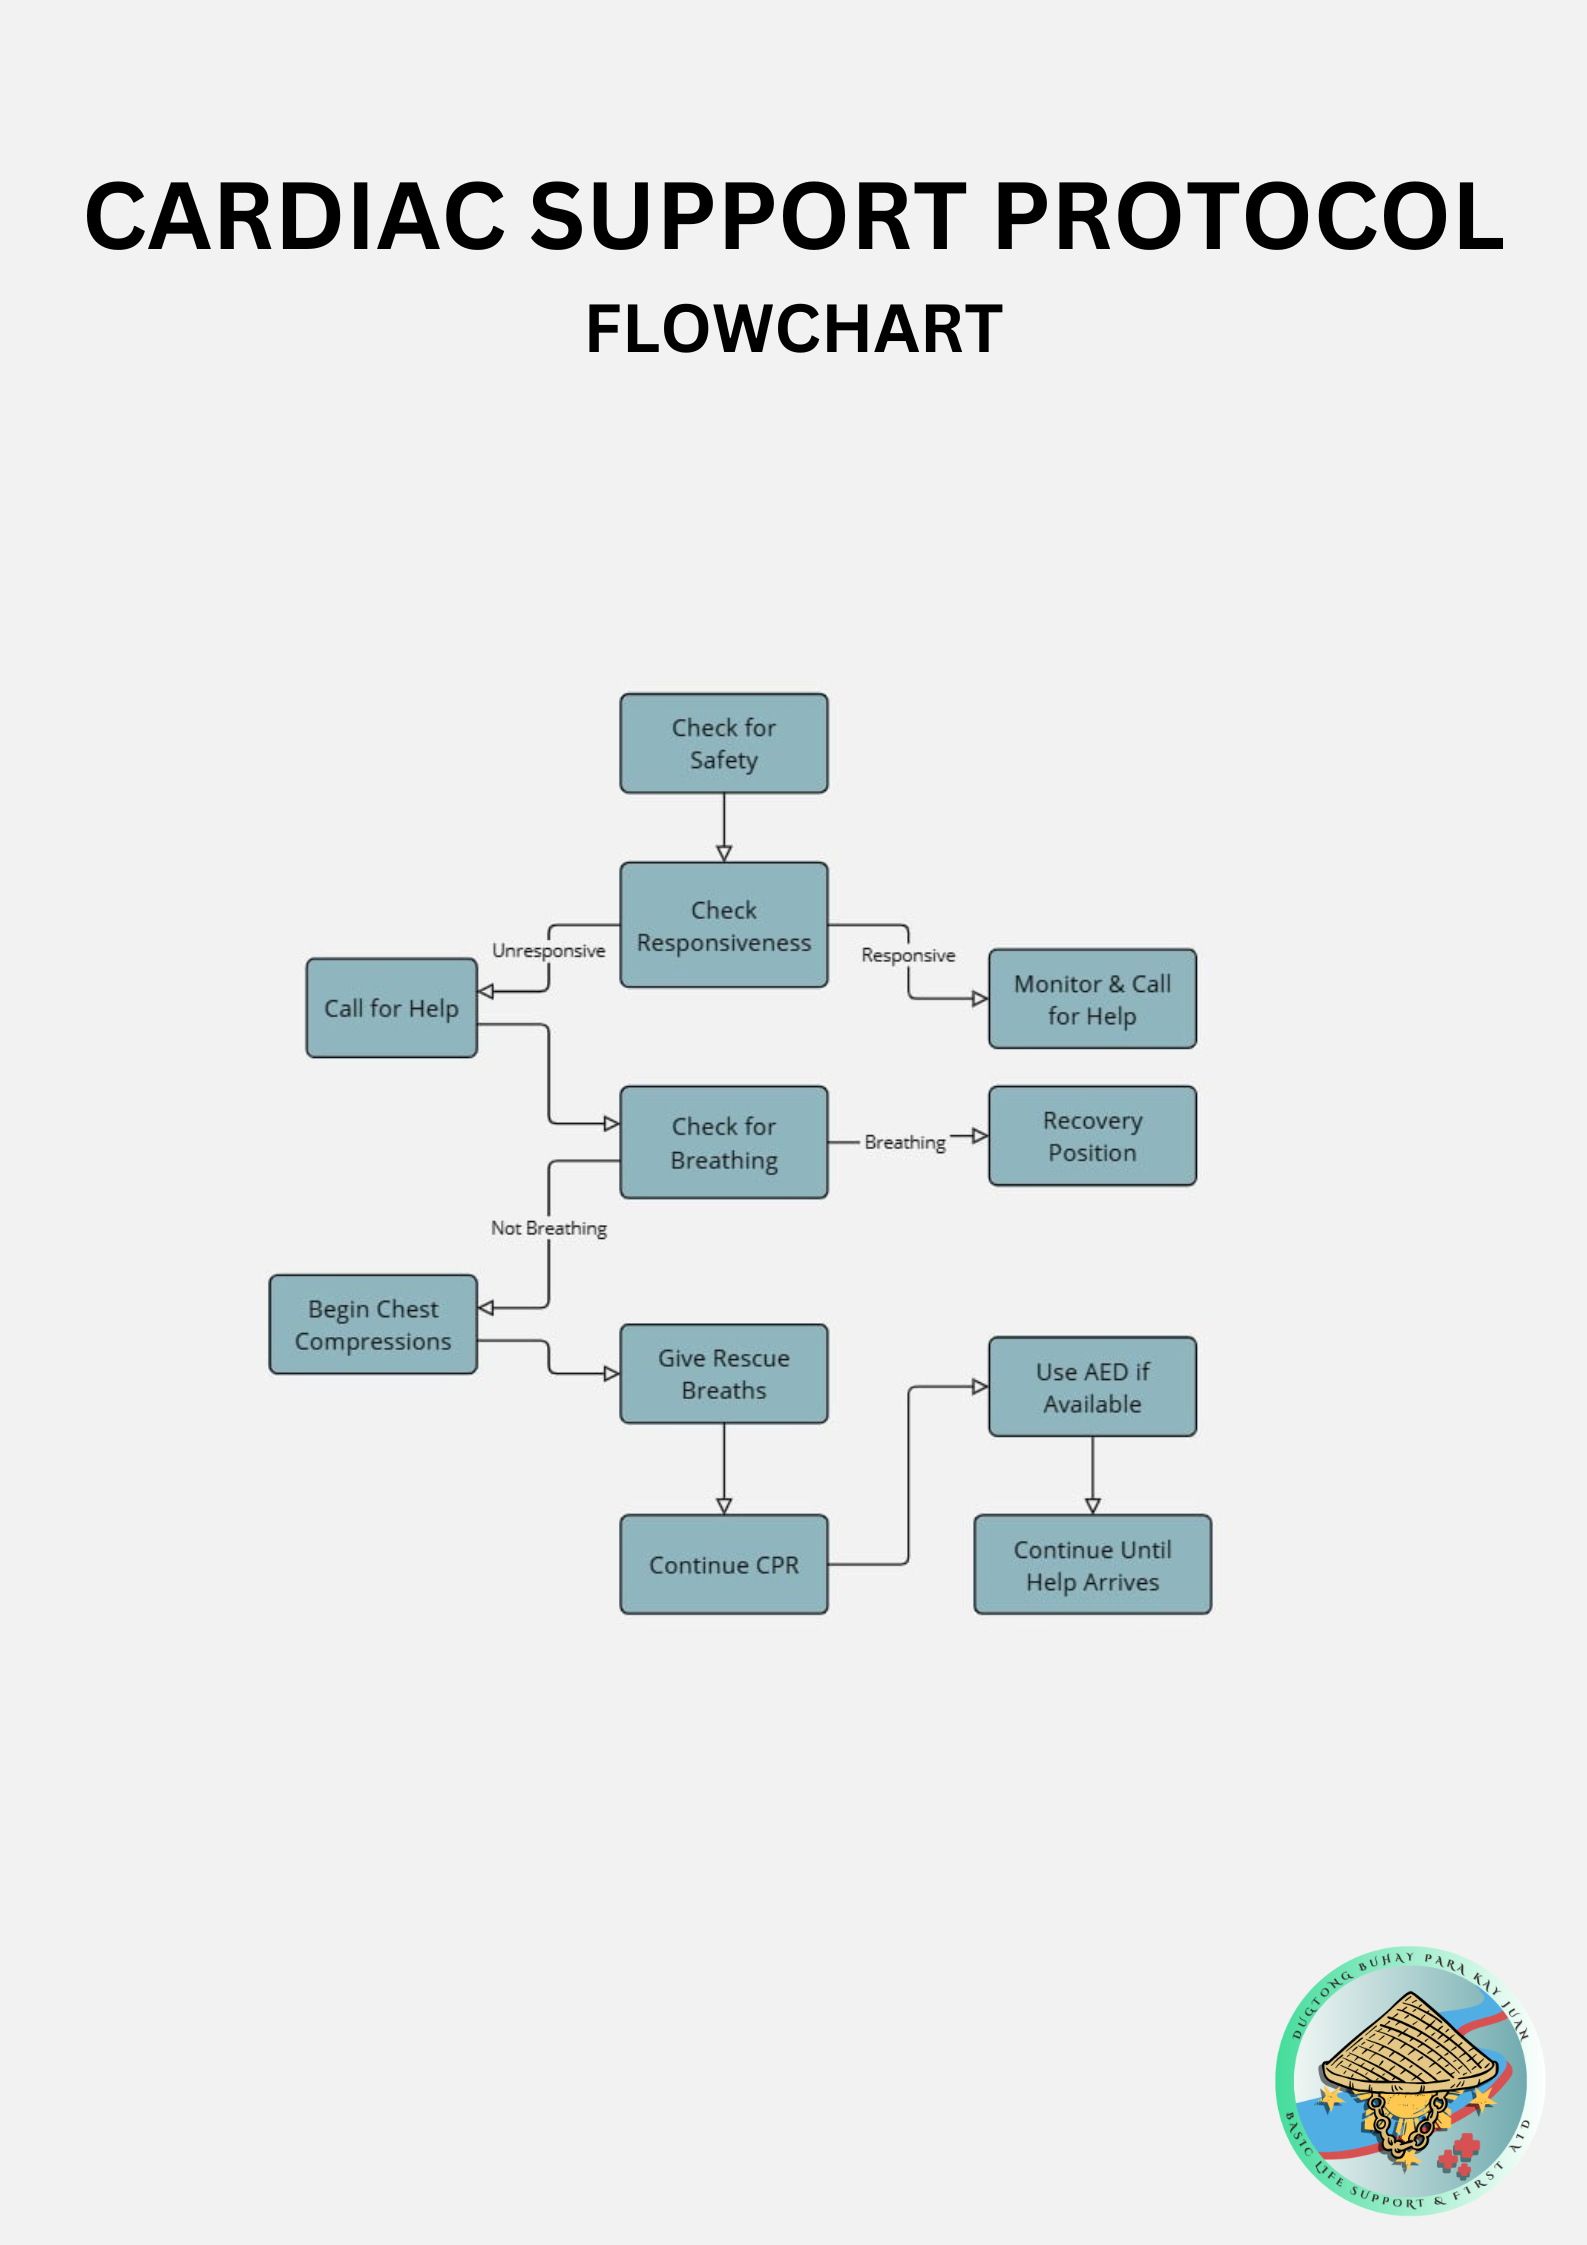 CARDIAC SUPPORT PROTOCOL
FLOWCHART
Check for
Safety
Check
Responsiveness
Unresponsive
Responsive
Call for Help
Monitor & Call
for Help
Check for
Breathing
Breathing
Recovery
Position
Not Breathing
Begin Chest
Compressions
Give Rescue
Breaths
Use AED if
Available
Continue CPR
Continue Until
Help Arrives
DUGTONG BUHAY PARA KAY JUAN
BASIC LIFE SUPPORT & FIRST AID